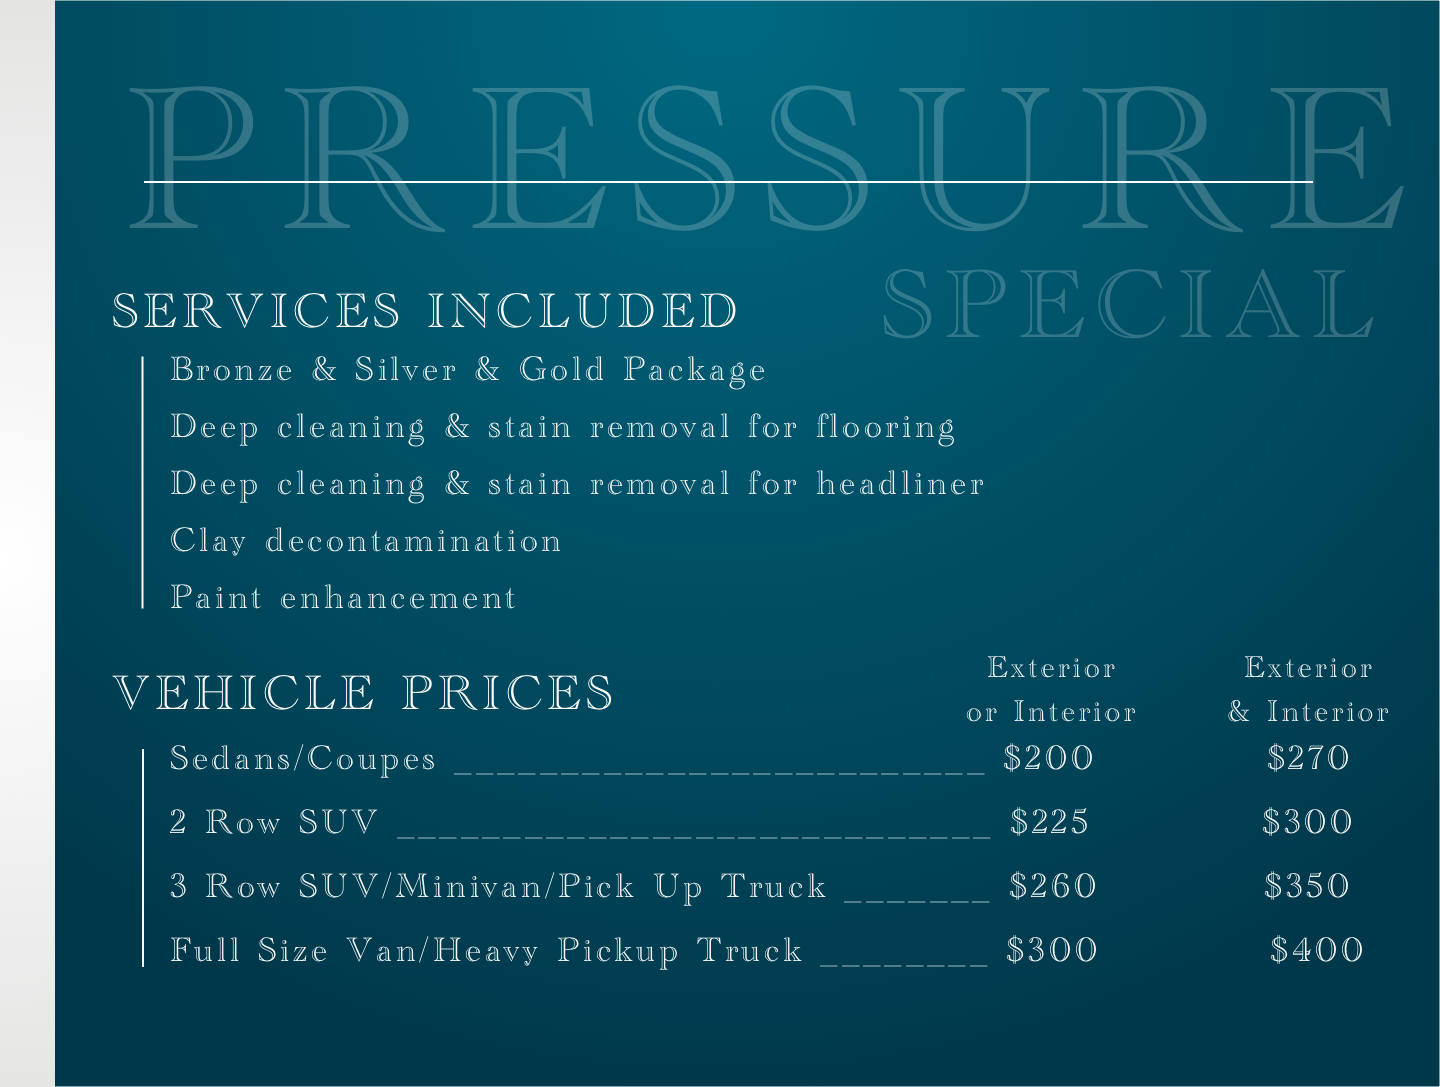 PRESSURE
SPECIAL
SERVICES INCLUDED
Bronze & Silver & Gold Package
Deep cleaning & stain removal for flooring
Deep cleaning & stain removal for headliner
Clay decontamination
Paint enhancement
VEHICLE PRICES
Exterior or Interior
Exterior & Interior
Sedans/Coupes _________________________ $200 $270
2 Row SUV ____________________________ $225 $300
3 Row SUV/Minivan/Pick Up Truck _______ $260 $350
Full Size Van/Heavy Pickup Truck ________ $300 $400